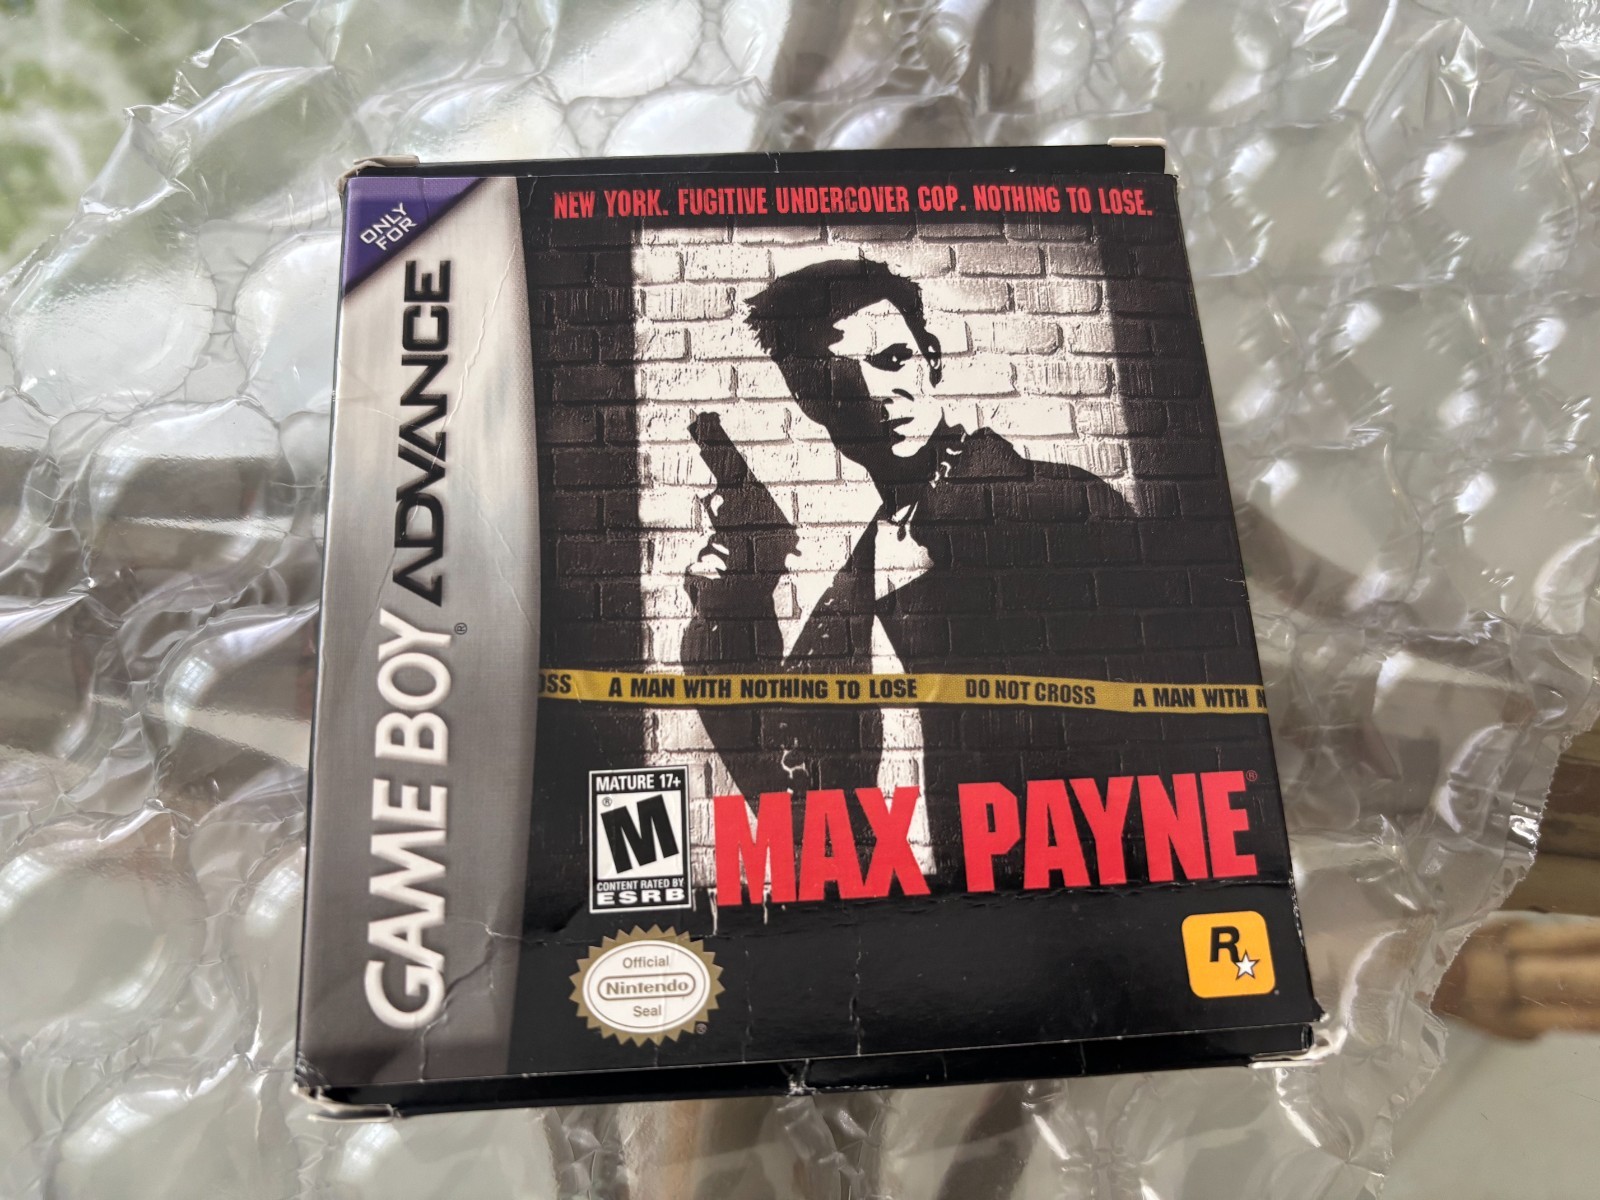 ONLY
FOR
GAME BOY ADVANCE®
NEW YORK. FUGITIVE UNDERCOVER COP. NOTHING TO LOSE.
OSS A MAN WITH NOTHING TO LOSE DO NOT CROSS A MAN WITH N
MATURE 17+
M®
CONTENT RATED BY
ESRB
MAX PAYNE®
Official
Nintendo
Seal
®
R